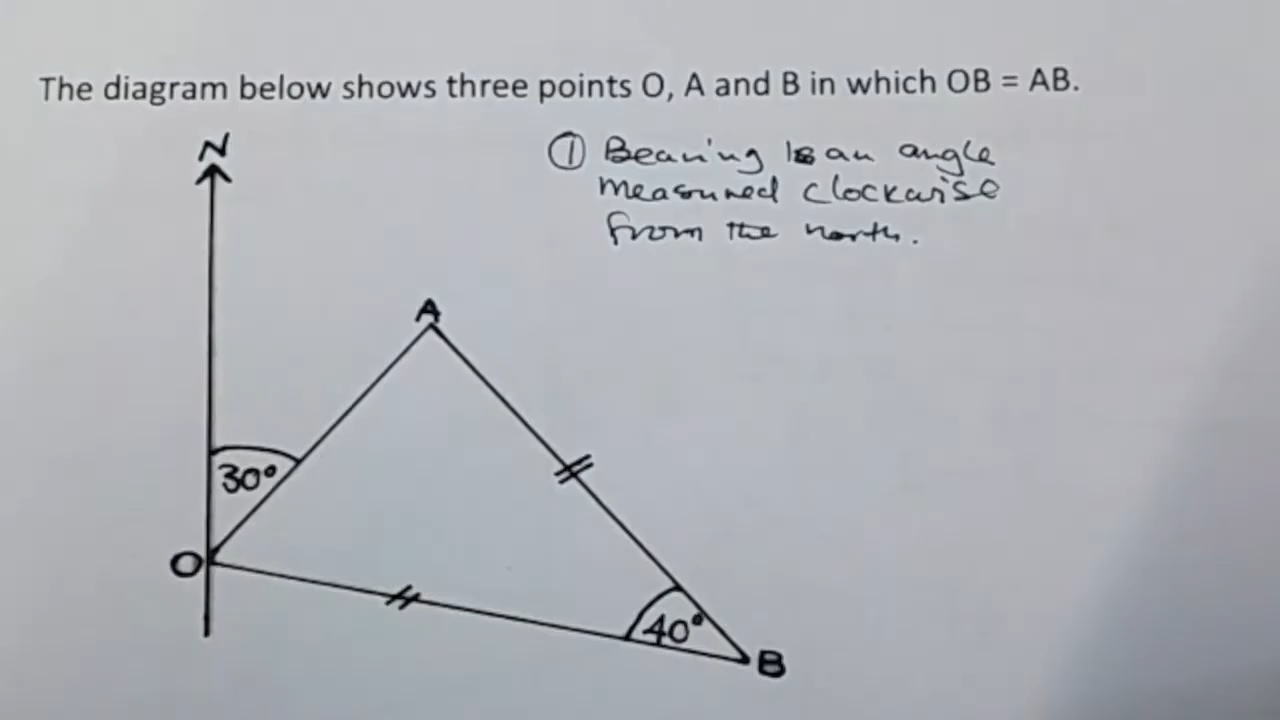 The diagram below shows three points O, A and B in which OB = AB.
N
① Bearing is an angle
measured clockwise
from the north.
A
30°
O
40°
B